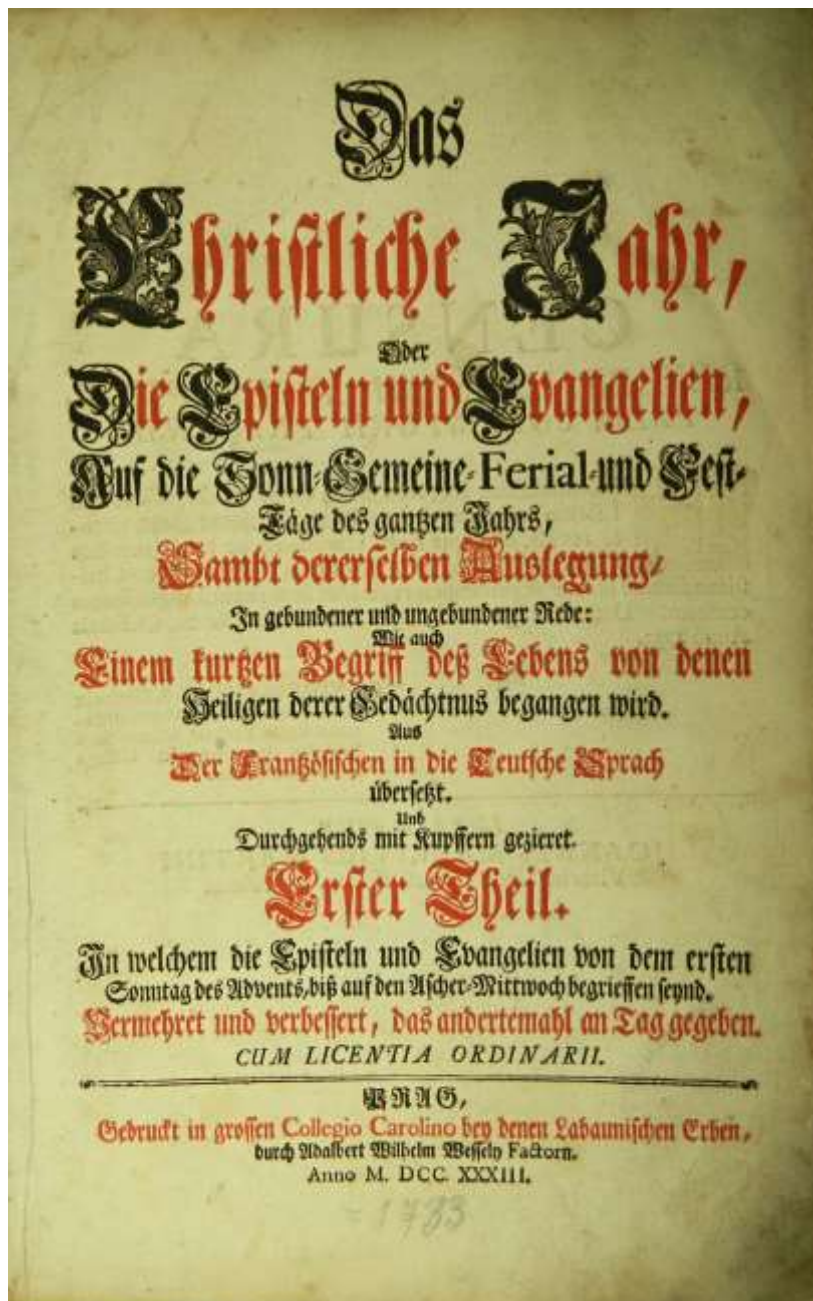 Das
Christliche Jahr,
Oder
Die Episteln und Evangelien,
Auf die Sonn-Gemeine-Ferial-und Fest-
Täge des gantzen Jahrs,
Sambt dererselben Auslegung,
In gebundener und ungebundener Rede:
Wie auch
Einem kurtzen Begriff deß Lebens von denen
Heiligen derer Gedächtnus begangen wird.
Aus
Der Frantzösischen in die Teutsche Sprach
übersetzt.
Und
Durchgehends mit Kupffern gezieret.
Erster Theil.
In welchem die Episteln und Evangelien von dem ersten
Sonntag des Advents, biß auf den Ascher-Mittwoch begrieffen seynd.
Vermehret und verbessert, das andertemahl an Tag gegeben.
CUM LICENTIA ORDINARII.
PRAG,
Gedruckt in grossen Collegio Carolino bey denen Labaunischen Erben,
durch Adalbert Wilhelm Wesseln Factorn.
Anno M. DCC. XXXIII.
= 1733